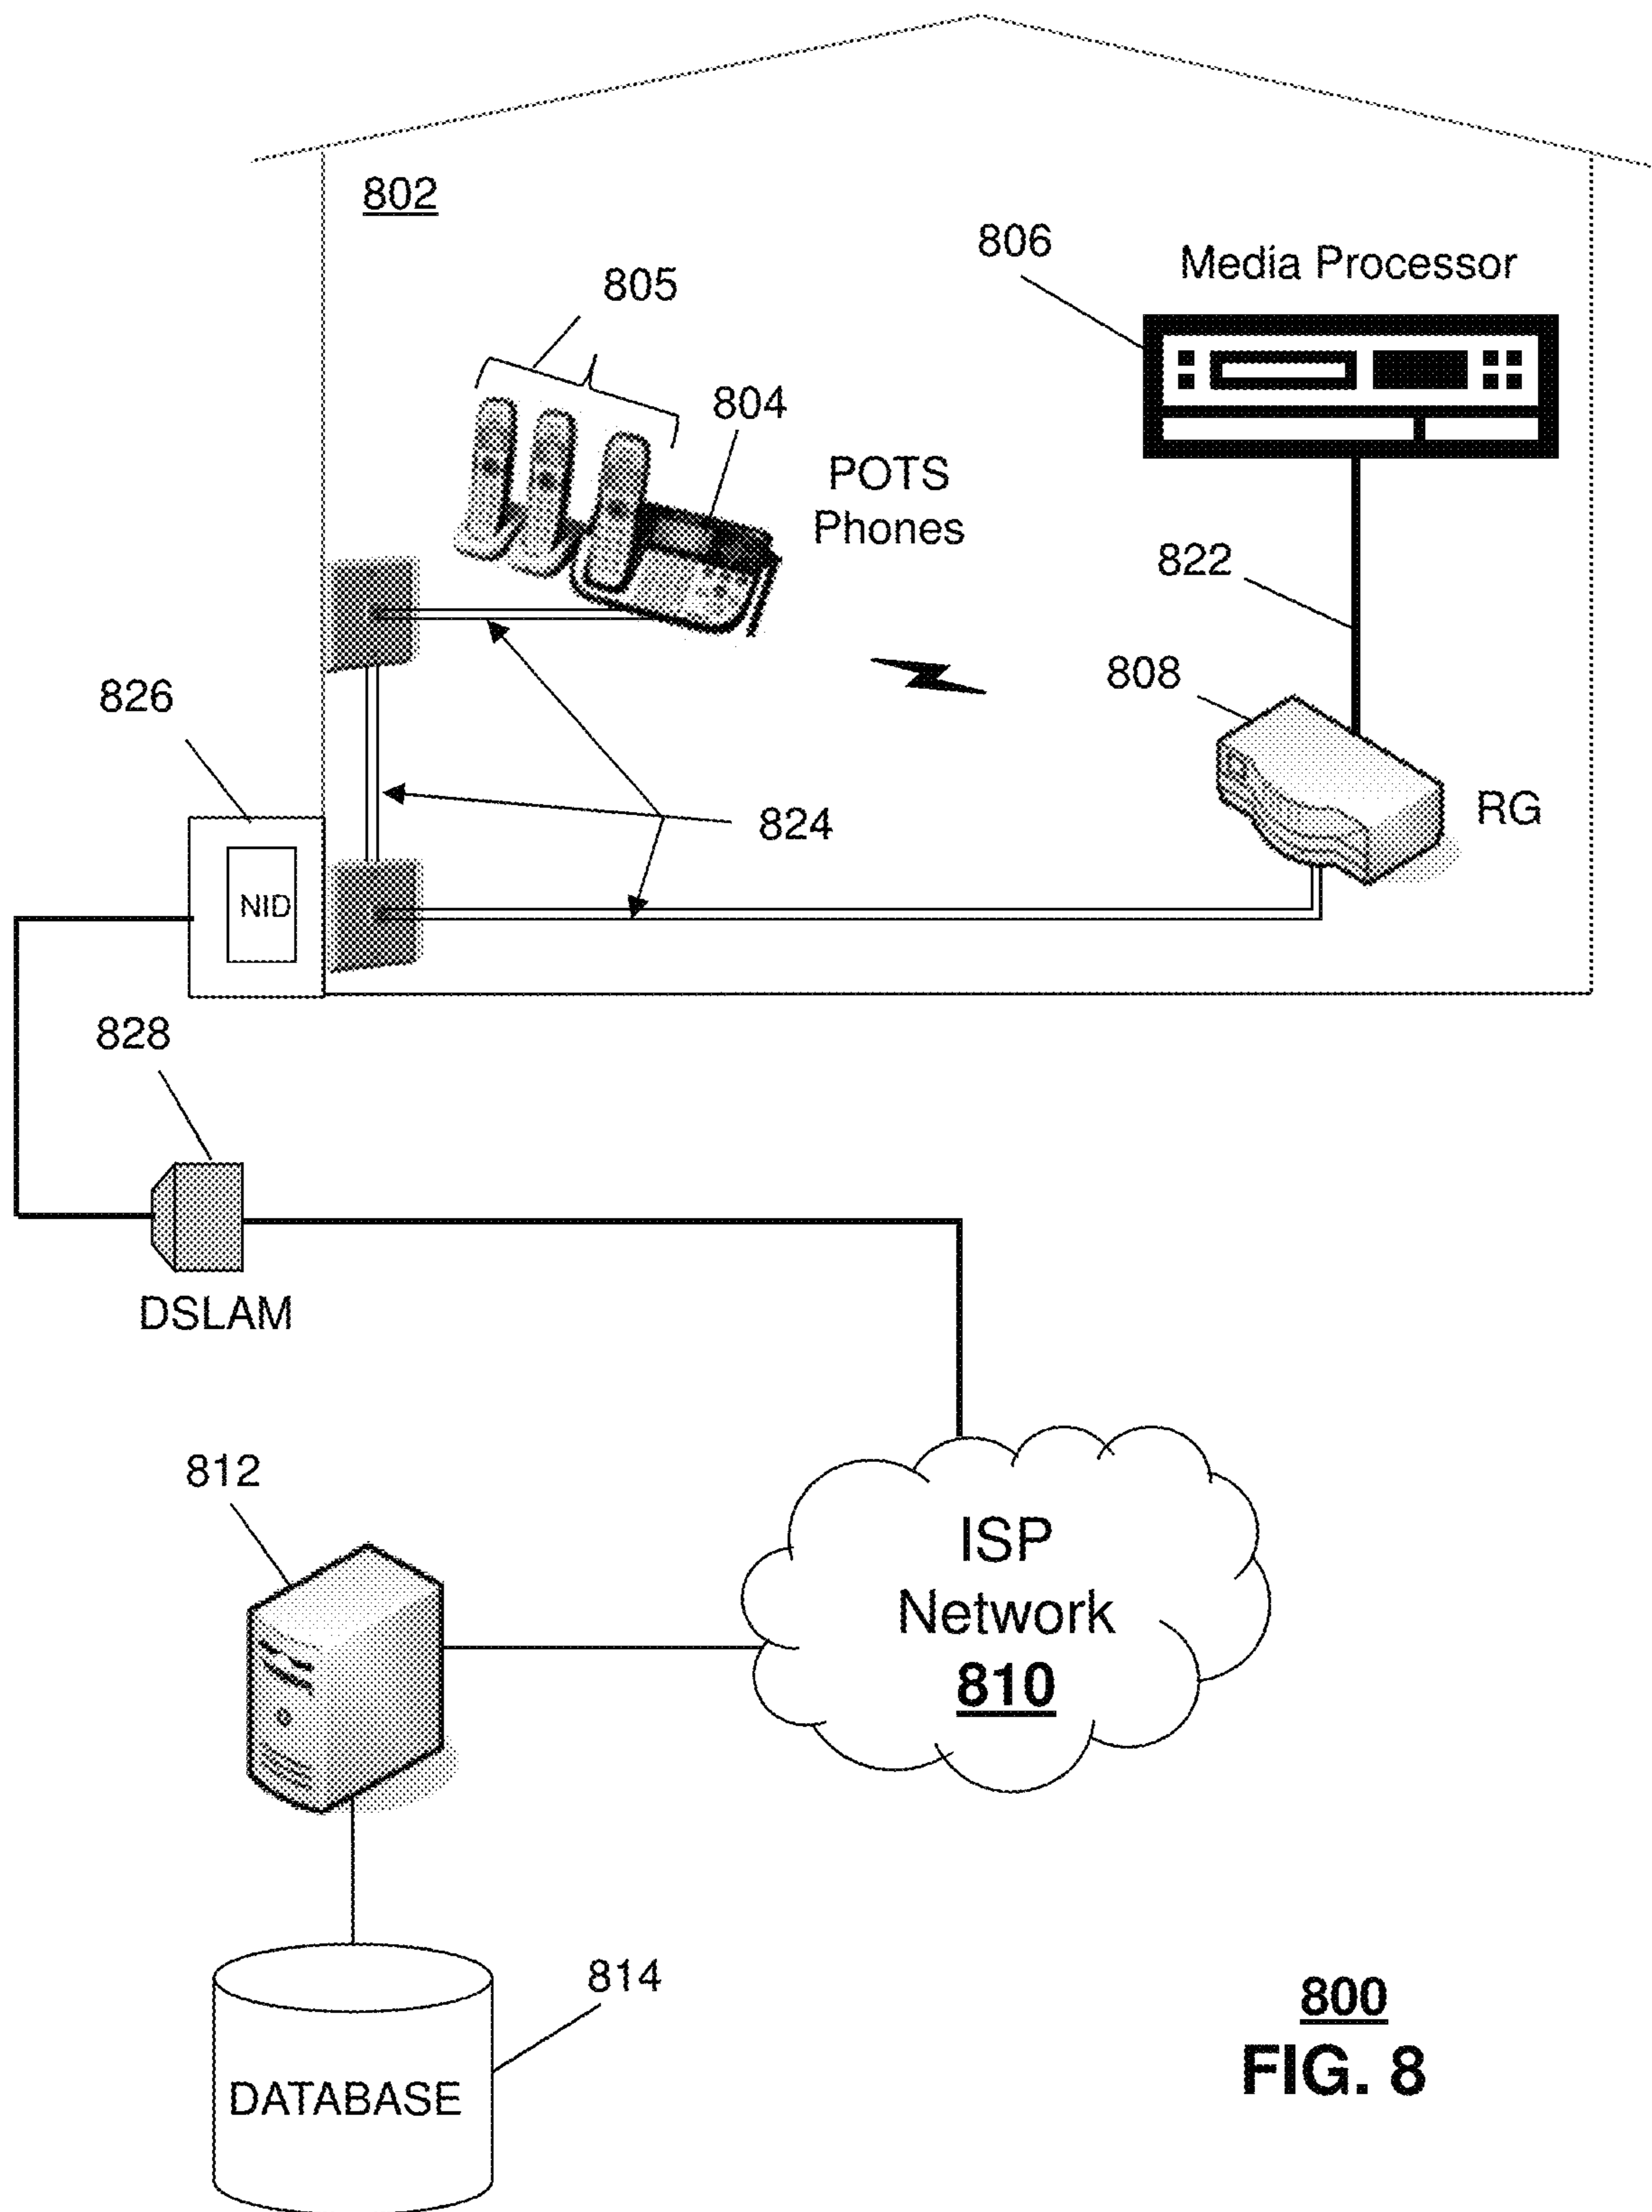 802
806
Media Processor
805
804
POTS
Phones
822
808
826
RG
824
NID
828
DSLAM
812
ISP
Network
810
814
DATABASE
800
FIG. 8